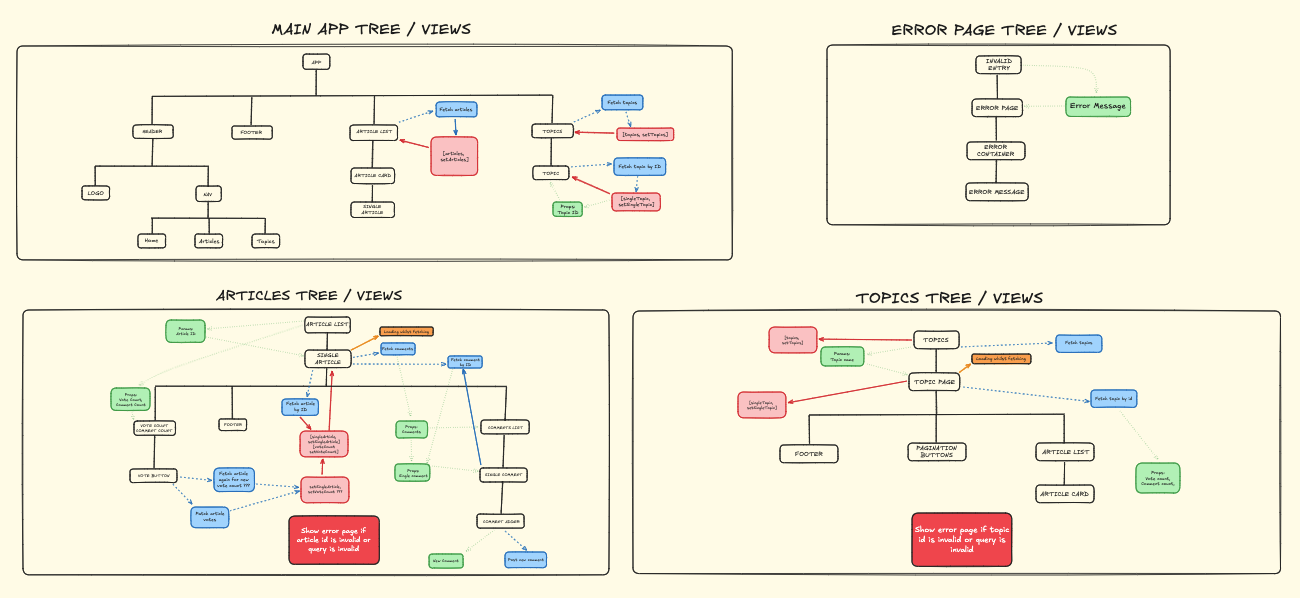 MAIN APP TREE / VIEWS
APP
HEADER
FOOTER
ARTICLE LIST
Fetch articles
[articles,
setArticles]
ARTICLE CARD
SINGLE
ARTICLE
LOGO
NAV
Home
Articles
Topics
TOPICS
Fetch topics
[topics, setTopics]
TOPIC
Fetch topic by ID
[singleTopic,
setSingleTopic]
Props:
Topic ID
ERROR PAGE TREE / VIEWS
INVALID
ENTRY
ERROR PAGE
Error Message
ERROR
CONTAINER
ERROR MESSAGE
ARTICLES TREE / VIEWS
ARTICLE LIST
Params:
Article ID
Loading whilst fetching
SINGLE
ARTICLE
Fetch comments
Fetch comment
by ID
Props:
Vote Count,
Comment Count
VOTE COUNT
COMMENT COUNT
FOOTER
Fetch article
by ID
[singleArticle,
setSingleArticle]
[voteCount
setVoteCount]
Props:
Comments
COMMENTS LIST
VOTE BUTTON
Fetch article
again for new
vote count ???
setSingleArticle,
setVoteCount ???
Props:
Single comment
SINGLE COMMENT
Fetch article
votes
COMMENT ADDER
Show error page if
article id is invalid or
query is invalid
New Comment
Post new comment
TOPICS TREE / VIEWS
[topics,
setTopics]
TOPICS
Fetch topics
Params:
Topic name
Loading whilst fetching
TOPIC PAGE
[singleTopic,
setSingleTopic]
Fetch topic by id
FOOTER
PAGINATION
BUTTONS
ARTICLE LIST
Props:
Vote count,
Comment count,
ARTICLE CARD
Show error page if topic
id is invalid or query is
invalid